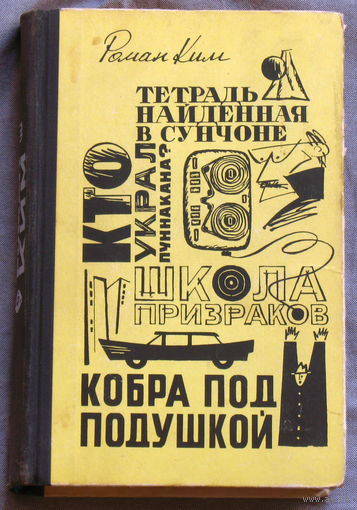 Роман Ким
ТЕТРАДЬ
НАЙДЕННАЯ
В СУНЧОНЕ
КТО
УКРАЛ
ПУННАКАНА?
ШКОЛА
ПРИЗРАКОВ
КОБРА ПОД
ПОДУШКОЙ